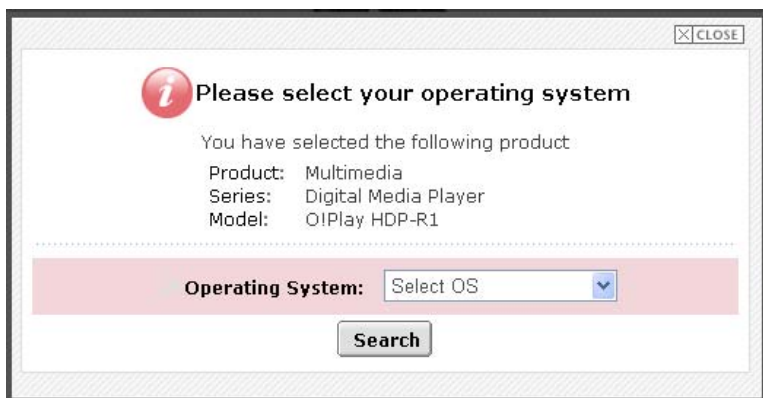 CLOSE
Please select your operating system
You have selected the following product
Product: Multimedia
Series: Digital Media Player
Model: O!Play HDP-R1
Operating System: Select OS
Search